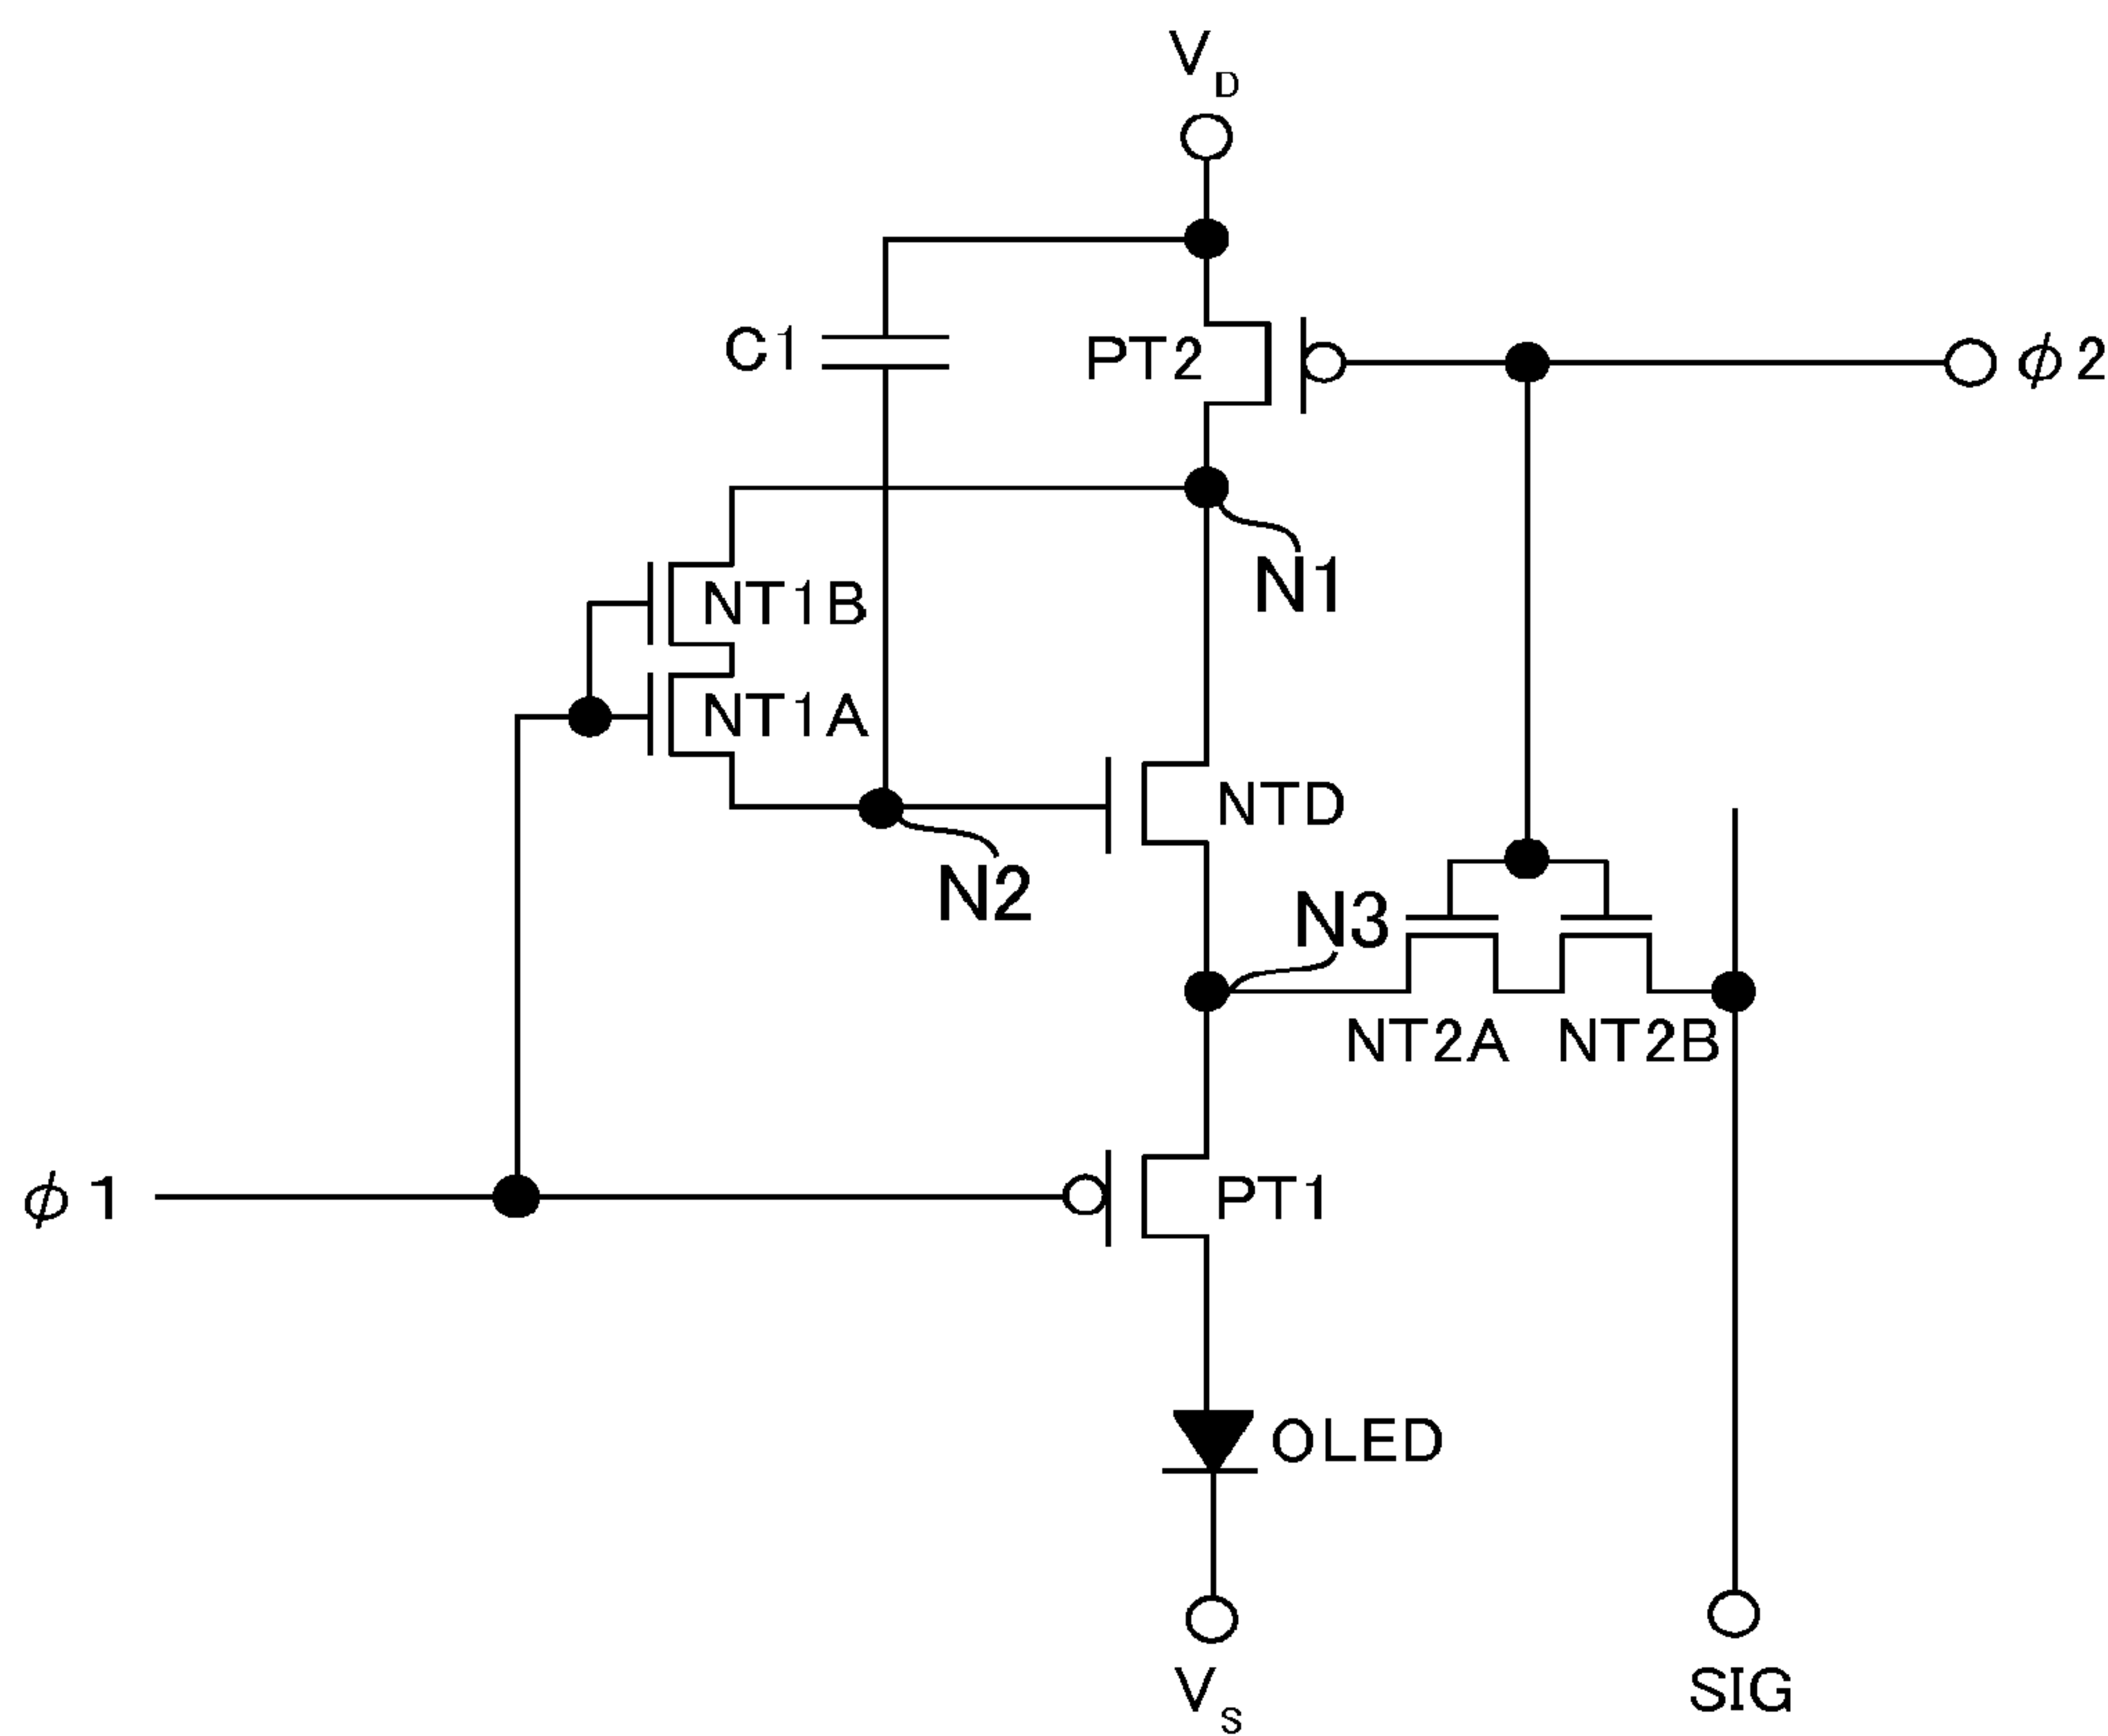 VD
C1
PT2
φ2
N1
NT1B
NT1A
NTD
N2
N3
NT2A
NT2B
φ1
PT1
OLED
VS
SIG